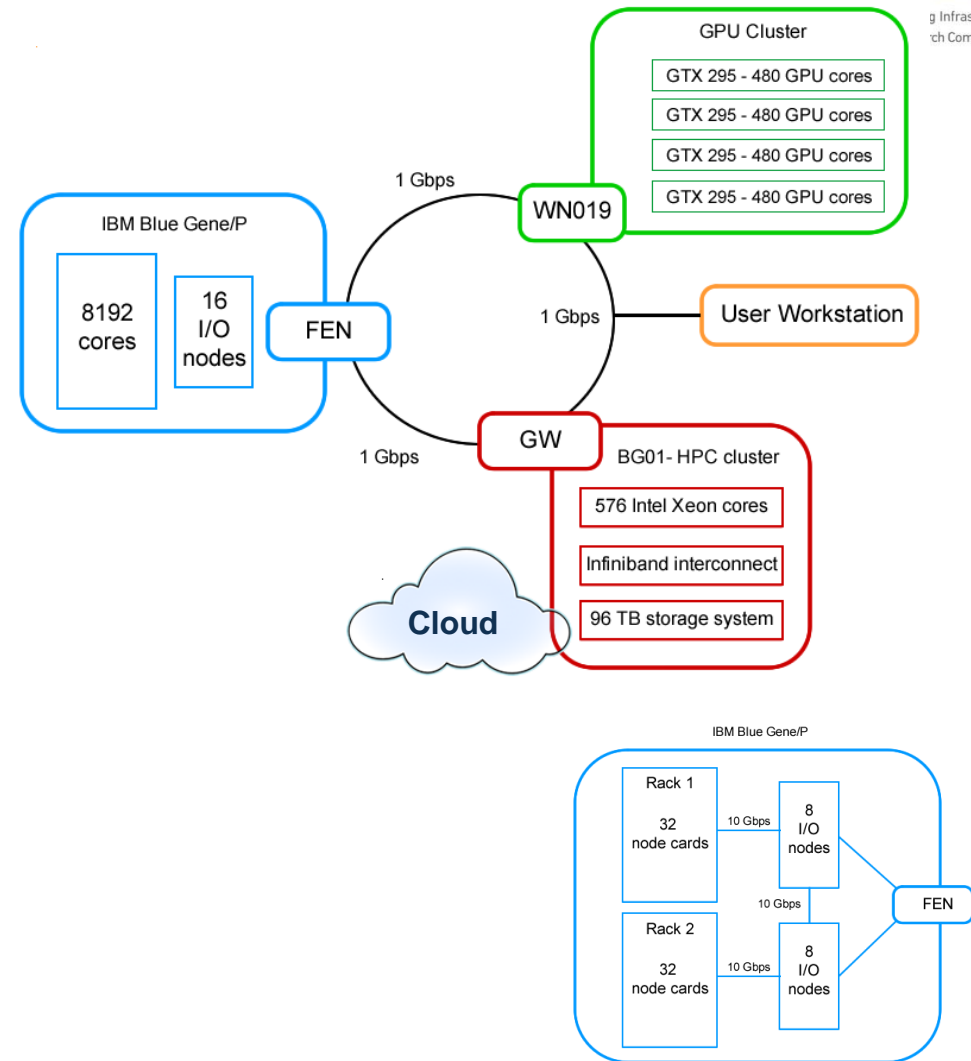 g Infras
rch Com
GPU Cluster
GTX 295 - 480 GPU cores
GTX 295 - 480 GPU cores
GTX 295 - 480 GPU cores
GTX 295 - 480 GPU cores
1 Gbps
WN019
IBM Blue Gene/P
8192
cores
16
I/O
nodes
FEN
1 Gbps
User Workstation
1 Gbps
GW
BG01- HPC cluster
576 Intel Xeon cores
Infiniband interconnect
96 TB storage system
Cloud
IBM Blue Gene/P
Rack 1
32
node cards
10 Gbps
8
I/O
nodes
10 Gbps
FEN
Rack 2
32
node cards
10 Gbps
8
I/O
nodes